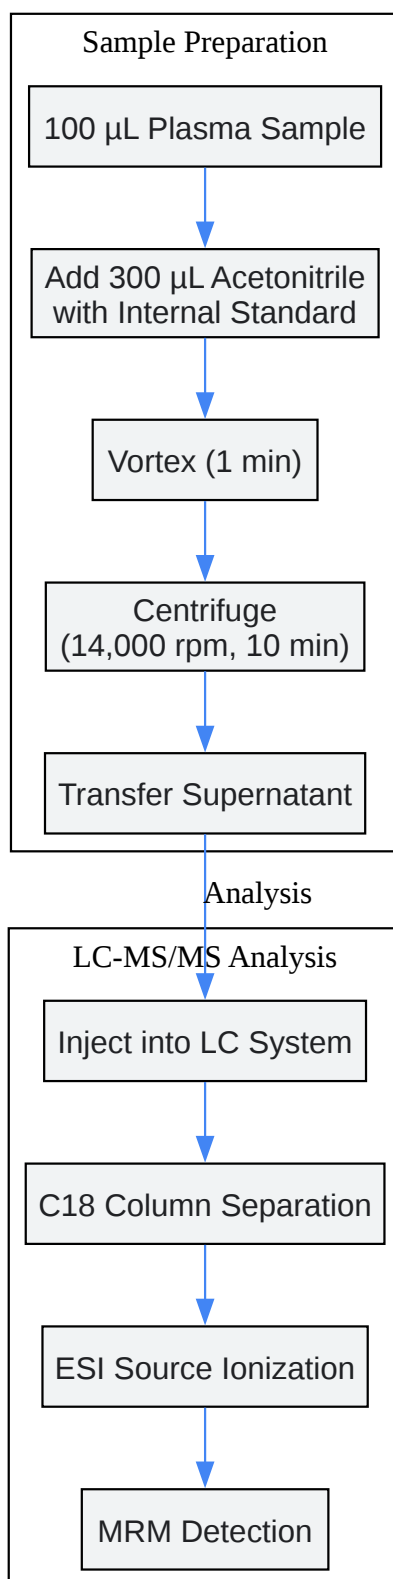 Sample Preparation
100 µL Plasma Sample
Add 300 µL Acetonitrile
with Internal Standard
Vortex (1 min)
Centrifuge
(14,000 rpm, 10 min)
Transfer Supernatant
Analysis
LC-MS/MS Analysis
Inject into LC System
C18 Column Separation
ESI Source Ionization
MRM Detection